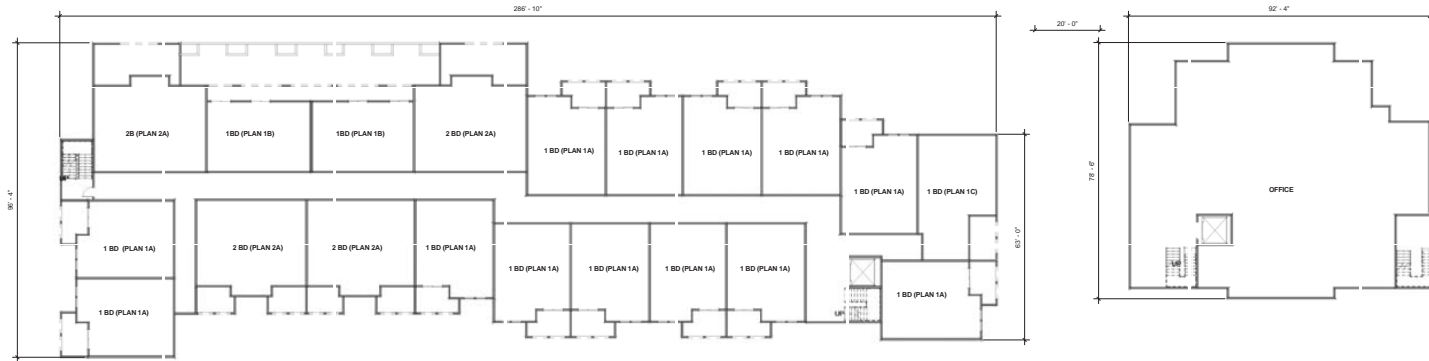 286' - 10"
20' - 0"
92' - 4"
96' - 4"
2B (PLAN 2A)
1BD (PLAN 1B)
1BD (PLAN 1B)
2 BD (PLAN 2A)
1 BD (PLAN 1A)
1 BD (PLAN 1A)
1 BD (PLAN 1A)
1 BD (PLAN 1A)
1 BD (PLAN 1A)
1 BD (PLAN 1C)
63' - 0"
78' - 6"
OFFICE
1 BD (PLAN 1A)
2 BD (PLAN 2A)
2 BD (PLAN 2A)
1 BD (PLAN 1A)
1 BD (PLAN 1A)
1 BD (PLAN 1A)
1 BD (PLAN 1A)
1 BD (PLAN 1A)
1 BD (PLAN 1A)
1 BD (PLAN 1A)
UP
UP